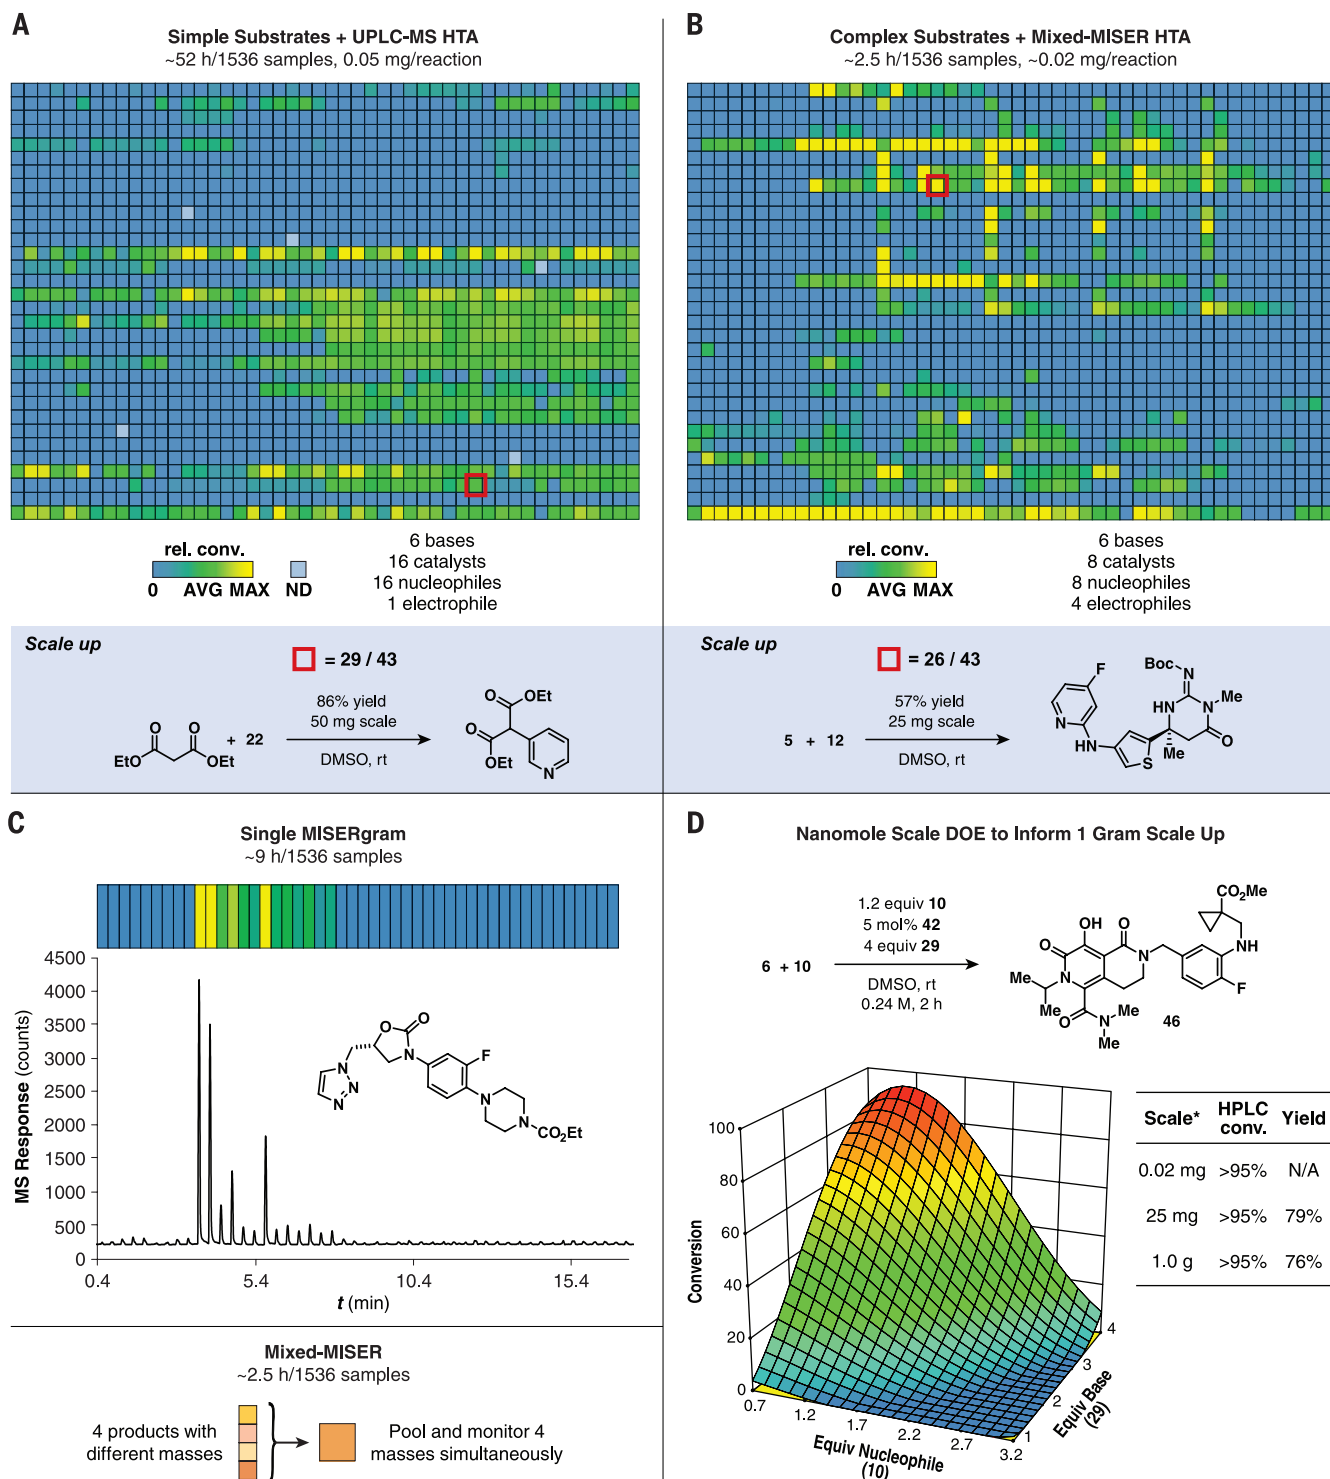 A
Simple Substrates + UPLC-MS HTA
~52 h/1536 samples, 0.05 mg/reaction
rel. conv.
0 AVG MAX ND
6 bases
16 catalysts
16 nucleophiles
1 electrophile
Scale up
= 29 / 43
O O
EtO OEt
+ 22
86% yield
50 mg scale
DMSO, rt
O OEt
O
OEt
N
B
Complex Substrates + Mixed-MISER HTA
~2.5 h/1536 samples, ~0.02 mg/reaction
rel. conv.
0 AVG MAX
6 bases
8 catalysts
8 nucleophiles
4 electrophiles
Scale up
= 26 / 43
5 + 12
57% yield
25 mg scale
DMSO, rt
F
Boc N
N HN N Me
NH Me O
S
C
Single MISERgram
~9 h/1536 samples
4500
4000
3500
3000
2500
2000
1500
1000
500
0
MS Response (counts)
0.4 5.4 10.4 15.4
t (min)
O O
N F
N
N
N N
N
CO2Et
Mixed-MISER
~2.5 h/1536 samples
4 products with
different masses
Pool and monitor 4
masses simultaneously
D
Nanomole Scale DOE to Inform 1 Gram Scale Up
6 + 10
1.2 equiv 10
5 mol% 42
4 equiv 29
DMSO, rt
0.24 M, 2 h
CO2Me
OH O
O NH
N
Me N F
Me
O N Me
Me
46
100
80
60
40
20
0
Conversion
0.7 1.2 1.7 2.2 2.7 3.2
Equiv Nucleophile
(10)
1 2 3 4
Equiv Base
(29)
Scale* HPLC conv. Yield
0.02 mg >95% N/A
25 mg >95% 79%
1.0 g >95% 76%